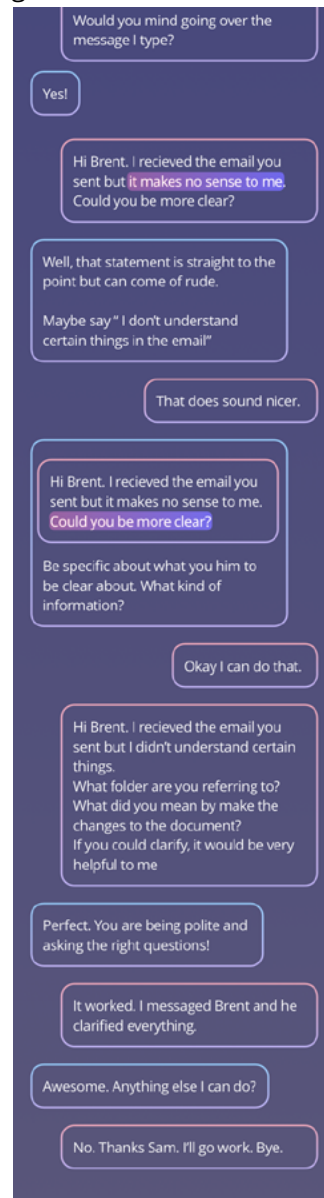 Would you mind going over the
message I type?
Yes!
Hi Brent. I recieved the email you
sent but it makes no sense to me.
Could you be more clear?
Well, that statement is straight to the
point but can come of rude.
Maybe say “ I don’t understand
certain things in the email”
That does sound nicer.
Hi Brent. I recieved the email you
sent but it makes no sense to me.
Could you be more clear?
Be specific about what you him to
be clear about. What kind of
information?
Okay I can do that.
Hi Brent. I recieved the email you
sent but I didn’t understand certain
things.
What folder are you referring to?
What did you mean by make the
changes to the document?
If you could clarify, it would be very
helpful to me
Perfect. You are being polite and
asking the right questions!
It worked. I messaged Brent and he
clarified everything.
Awesome. Anything else I can do?
No. Thanks Sam. I’ll go work. Bye.